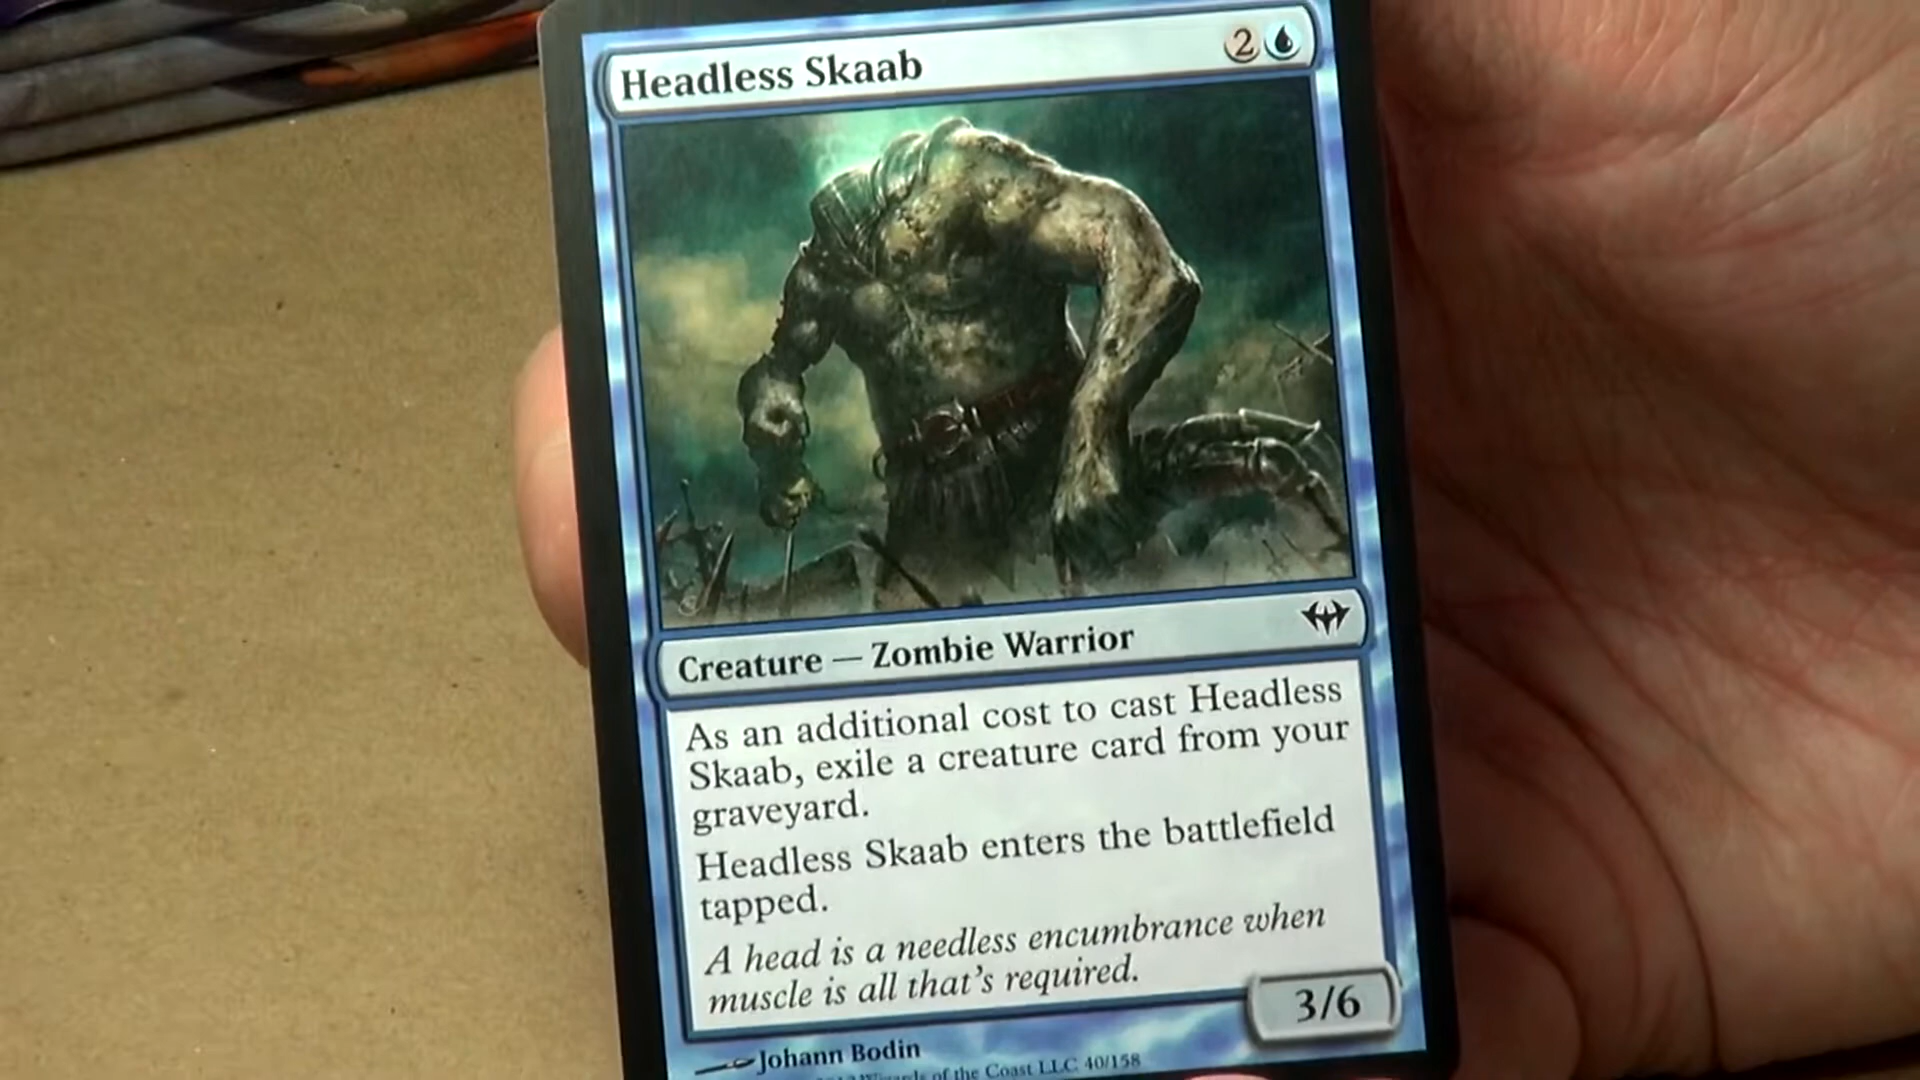 Headless Skaab 2
Creature — Zombie Warrior
As an additional cost to cast Headless
Skaab, exile a creature card from your
graveyard.
Headless Skaab enters the battlefield
tapped.
A head is a needless encumbrance when
muscle is all that's required.
3/6
Johann Bodin
of the Coast LLC 40/158